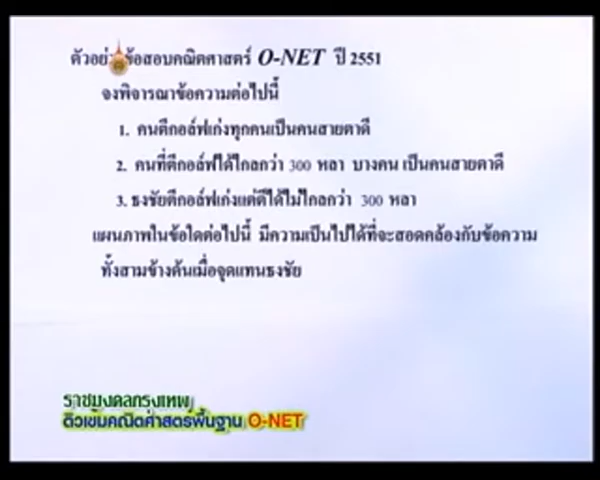 ตัวอย่างข้อสอบคณิตศาสตร์ O-NET ปี 2551
จงพิจารณาข้อความต่อไปนี้
1. คนตีกอล์ฟเก่งทุกคนเป็นคนสายตาดี
2. คนที่ตีกอล์ฟได้ไกลกว่า 300 หลา บางคน เป็นคนสายตาดี
3. ธงชัยตีกอล์ฟเก่งแต่ตีได้ไม่ไกลกว่า 300 หลา
แผนภาพในข้อใดต่อไปนี้ มีความเป็นไปได้ที่จะสอดคล้องกับข้อความ
ทั้งสามข้างต้นเมื่อจุดแทนธงชัย
ราชมงคลกรุงเทพ
ติวเข้มคณิตศาสตร์พื้นฐาน O-NET